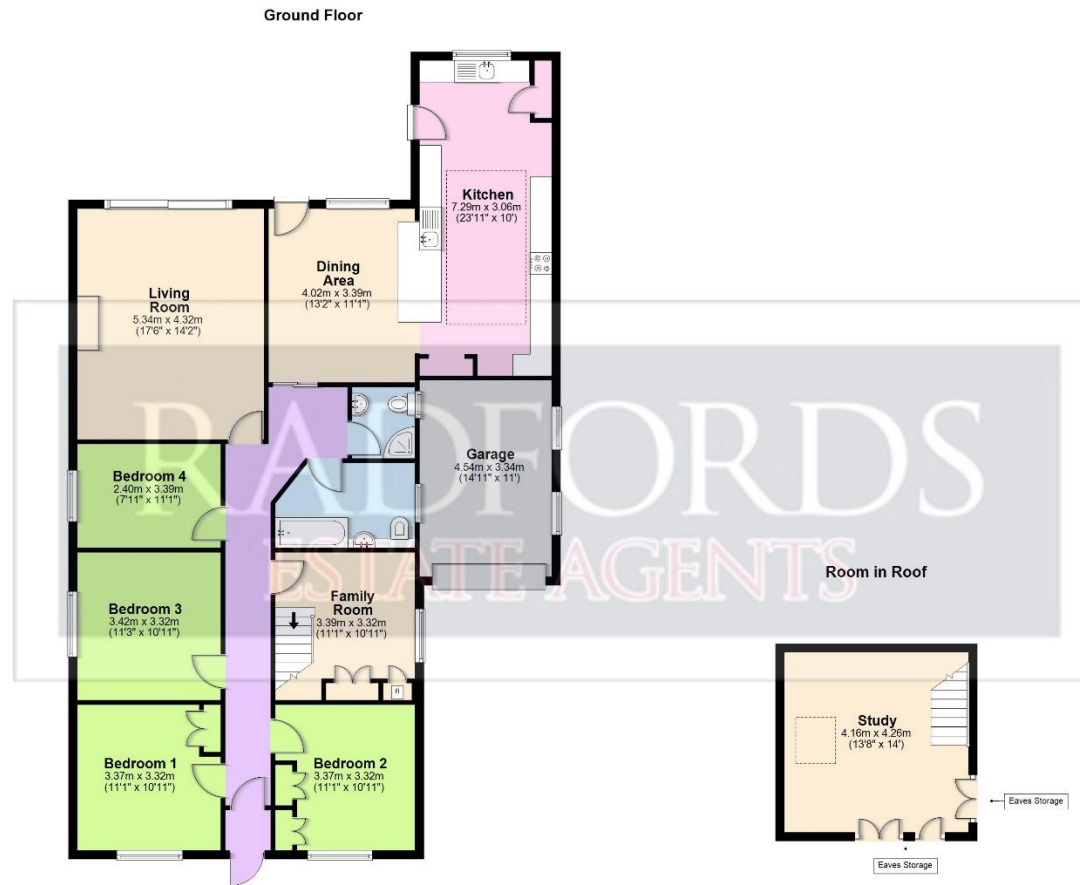 Ground Floor
Kitchen
7.29m x 3.06m
(23'11" x 10')
Dining
Area
4.02m x 3.39m
(13'2" x 11'1")
Living
Room
5.34m x 4.32m
(17'6" x 14'2")
RADFORDS
ESTATE AGENTS
Garage
4.54m x 3.34m
(14'11" x 11')
Bedroom 4
2.40m x 3.39m
(7'11" x 11'1")
Room in Roof
Family
Room
3.39m x 3.32m
(11'1" x 10'11")
Bedroom 3
3.42m x 3.32m
(11'3" x 10'11")
R
Study
4.16m x 4.26m
(13'8" x 14')
Bedroom 1
3.37m x 3.32m
(11'1" x 10'11")
Bedroom 2
3.37m x 3.32m
(11'1" x 10'11")
Eaves Storage
Eaves Storage